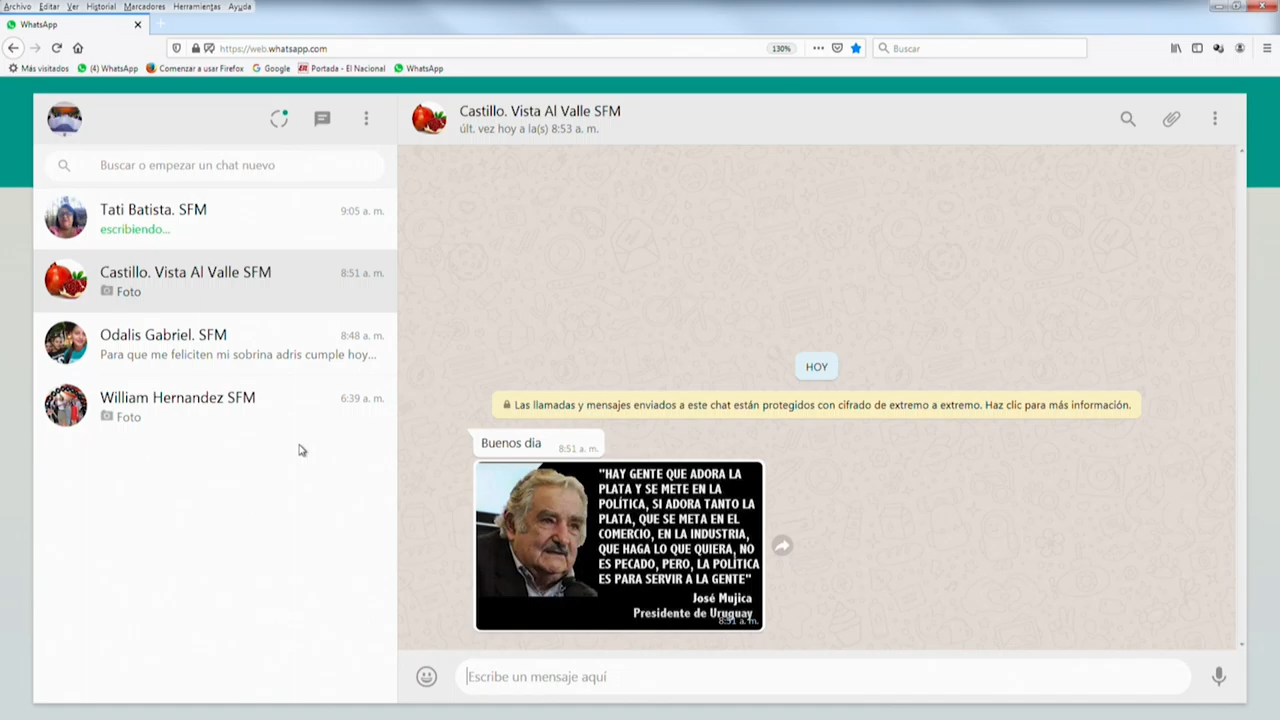 Archivo Editar Ver Historial Marcadores Herramientas Ayuda
WhatsApp
https://web.whatsapp.com
130%
Buscar
Más visitados (4) WhatsApp Comenzar a usar Firefox Google Portada - El Nacional WhatsApp
Castillo. Vista Al Valle SFM
últ. vez hoy a la(s) 8:53 a. m.
Buscar o empezar un chat nuevo
Tati Batista. SFM 9:05 a. m.
escribiendo...
Castillo. Vista Al Valle SFM 8:51 a. m.
Foto
Odalis Gabriel. SFM 8:48 a. m.
Para que me feliciten mi sobrina adris cumple hoy...
William Hernandez SFM 6:39 a. m.
Foto
HOY
Las llamadas y mensajes enviados a este chat están protegidos con cifrado de extremo a extremo. Haz clic para más información.
Buenos dia 8:51 a. m.
"HAY GENTE QUE ADORA LA
PLATA Y SE METE EN LA
POLÍTICA, SI ADORA TANTO LA
PLATA, QUE SE META EN EL
COMERCIO, EN LA INDUSTRIA,
QUE HAGA LO QUE QUIERA, NO
ES PECADO, PERO, LA POLÍTICA
ES PARA SERVIR A LA GENTE"
José Mujica
Presidente de Uruguay
8:51 a. m.
Escribe un mensaje aquí